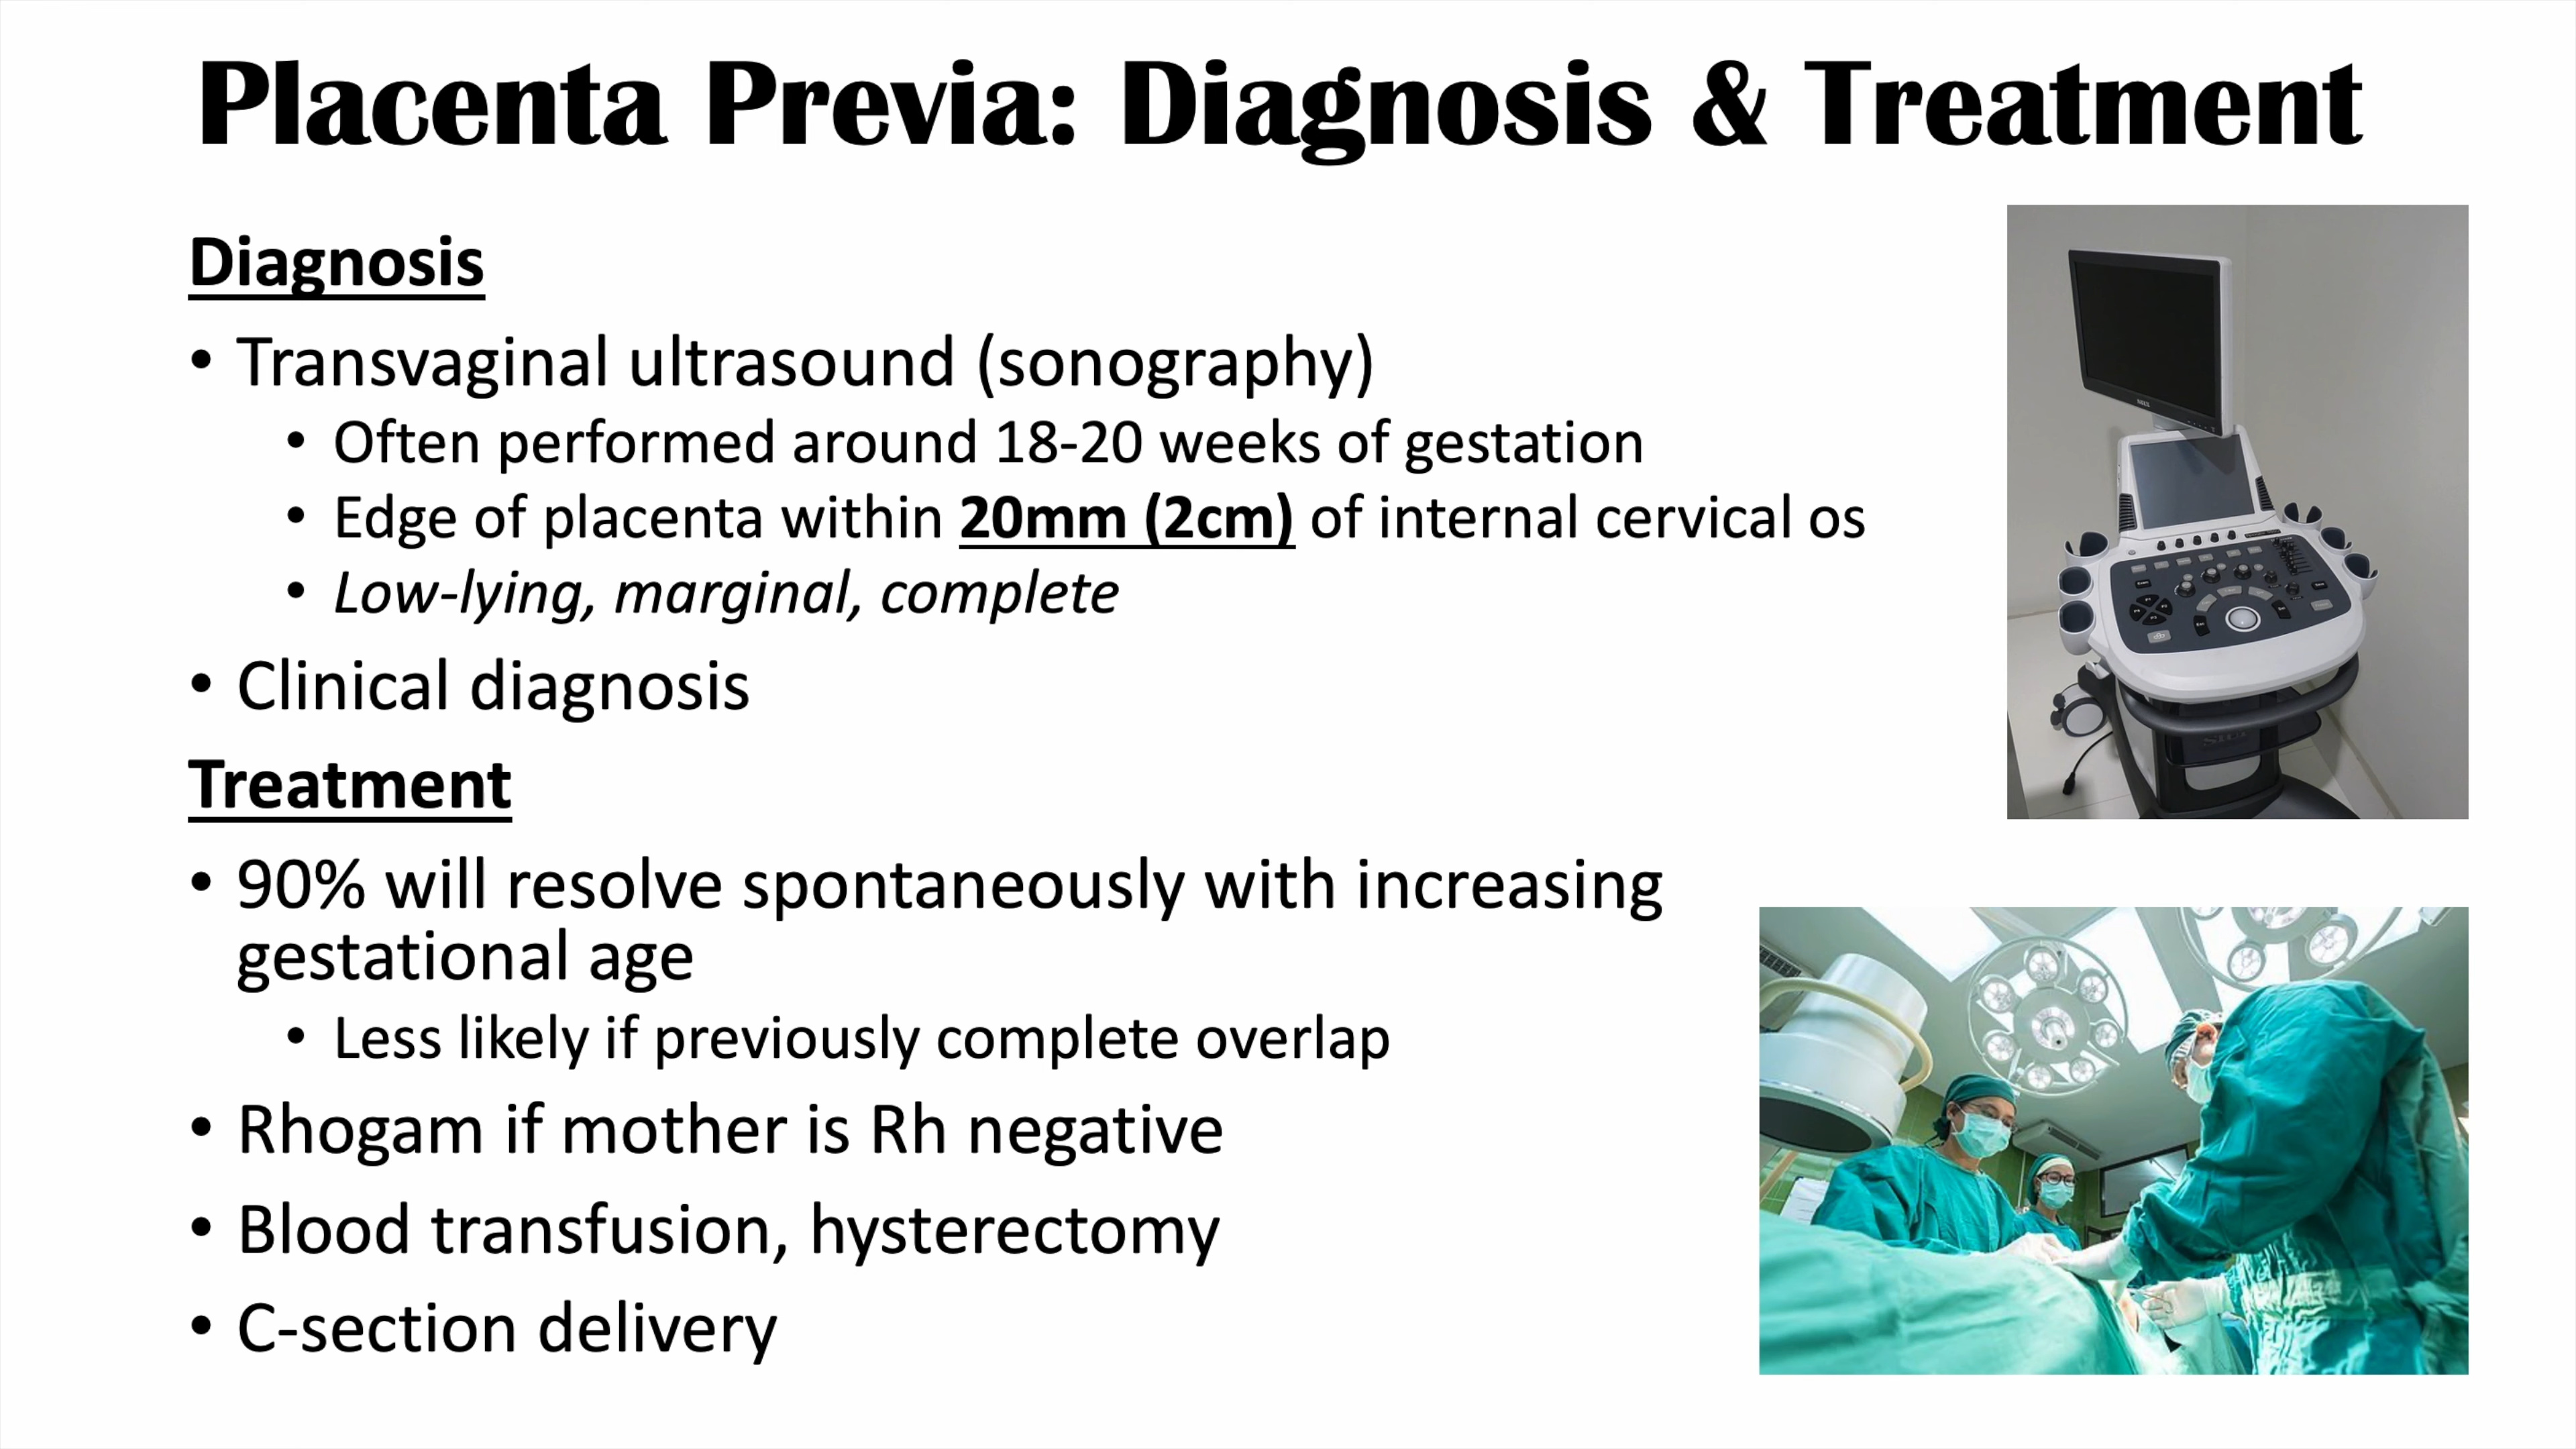 Placenta Previa: Diagnosis & Treatment
Diagnosis
• Transvaginal ultrasound (sonography)
• Often performed around 18-20 weeks of gestation
• Edge of placenta within 20mm (2cm) of internal cervical os
• Low-lying, marginal, complete
• Clinical diagnosis
Treatment
• 90% will resolve spontaneously with increasing
gestational age
• Less likely if previously complete overlap
• Rhogam if mother is Rh negative
• Blood transfusion, hysterectomy
• C-section delivery